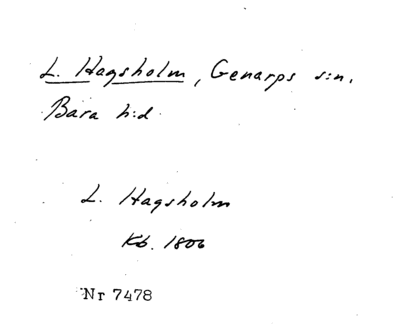 L. Hagsholm, Genarps s:n.
Bara h:d
L. Hagsholm
Kb. 1806
Nr 7478